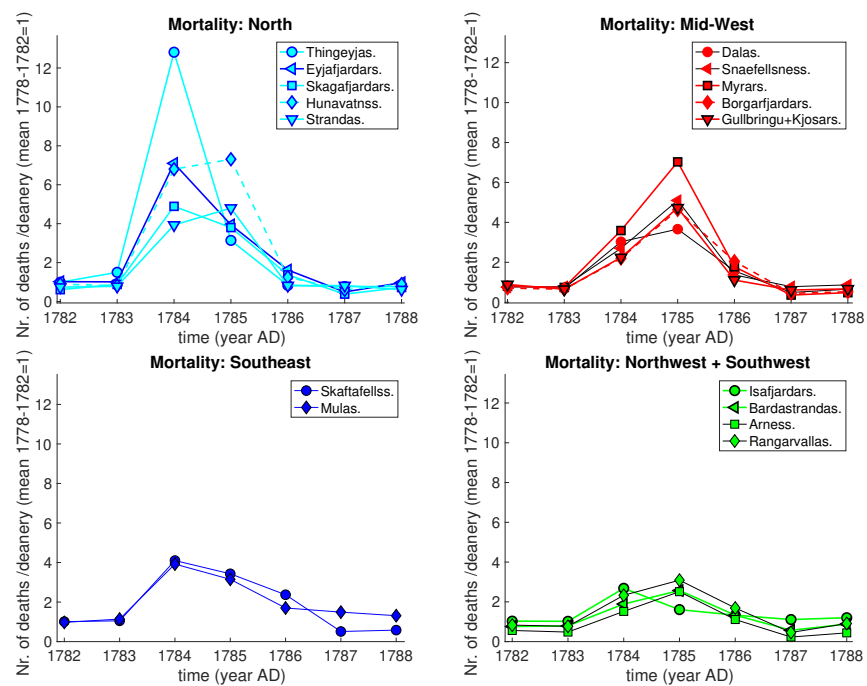 Mortality: North
Nr. of deaths /deanery (mean 1778-1782=1)
12
10
8
6
4
2
0
Thingeyjas.
Eyjafjardars.
Skagafjardars.
Hunavatnss.
Strandas.
1782 1783 1784 1785 1786 1787 1788
time (year AD)
Mortality: Mid-West
Nr. of deaths /deanery (mean 1778-1782=1)
12
10
8
6
4
2
0
Dalas.
Snaefellsness.
Myrars.
Borgarfjardars.
Gullbringu+Kjosars.
1782 1783 1784 1785 1786 1787 1788
time (year AD)
Mortality: Southeast
Nr. of deaths /deanery (mean 1778-1782=1)
12
10
8
6
4
2
0
Skaftafellss.
Mulas.
1782 1783 1784 1785 1786 1787 1788
time (year AD)
Mortality: Northwest + Southwest
Nr. of deaths /deanery (mean 1778-1782=1)
12
10
8
6
4
2
0
Isafjardars.
Bardastrandas.
Arness.
Rangarvallas.
1782 1783 1784 1785 1786 1787 1788
time (year AD)